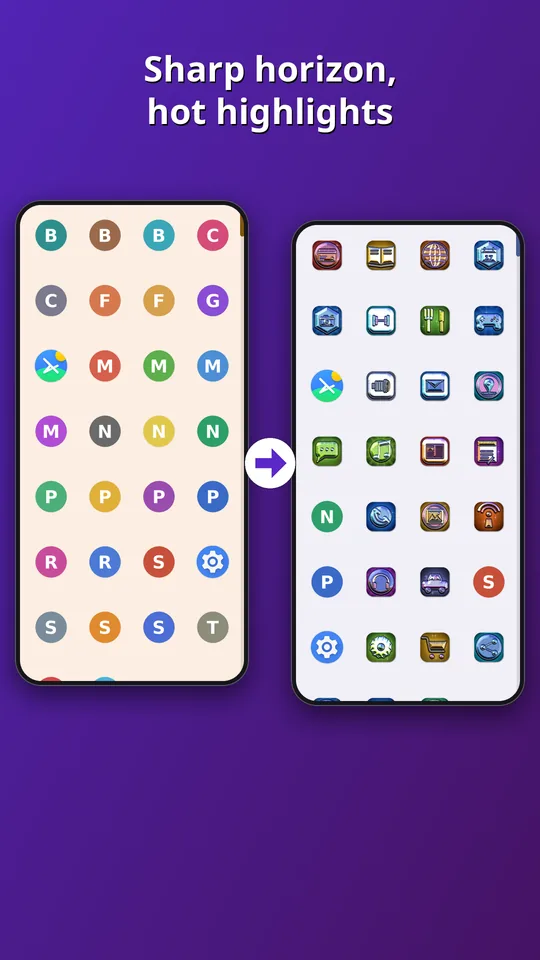 Sharp horizon,
hot highlights
B B B C
C F F G
M M M
M N N N
P P P P
R R S
S S S T
N
P S